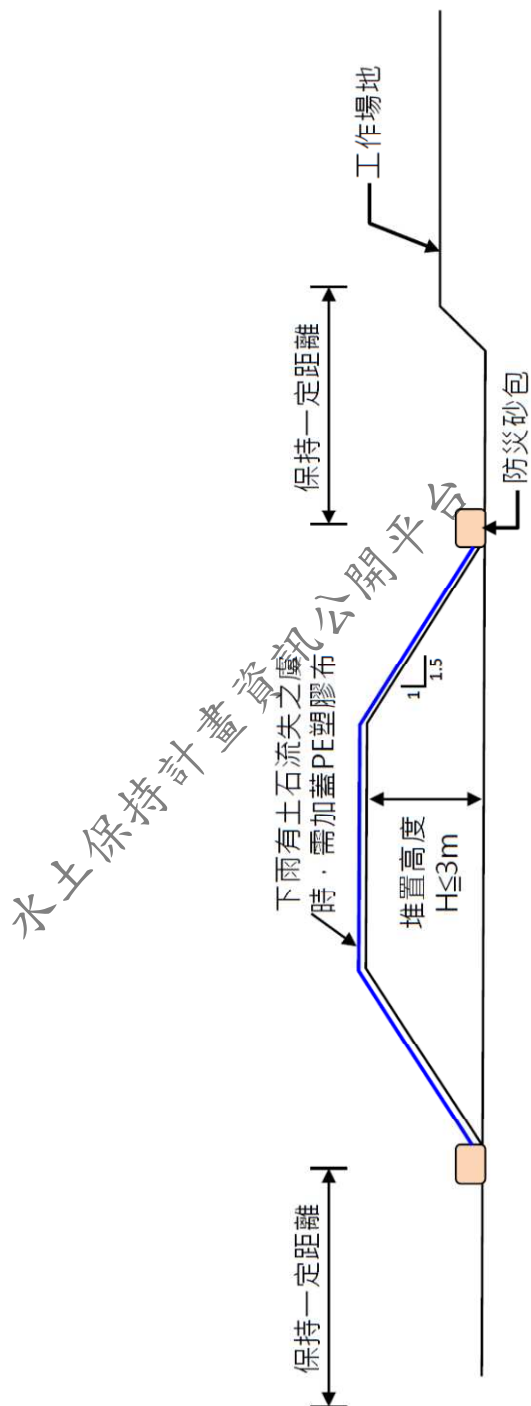 保持一定距離
下雨有土石流失之虞
時，需加蓋PE塑膠布
堆置高度
H≦3m
1
1.5
保持一定距離
工作場地
防災砂包
水土保持計畫資訊公開平台